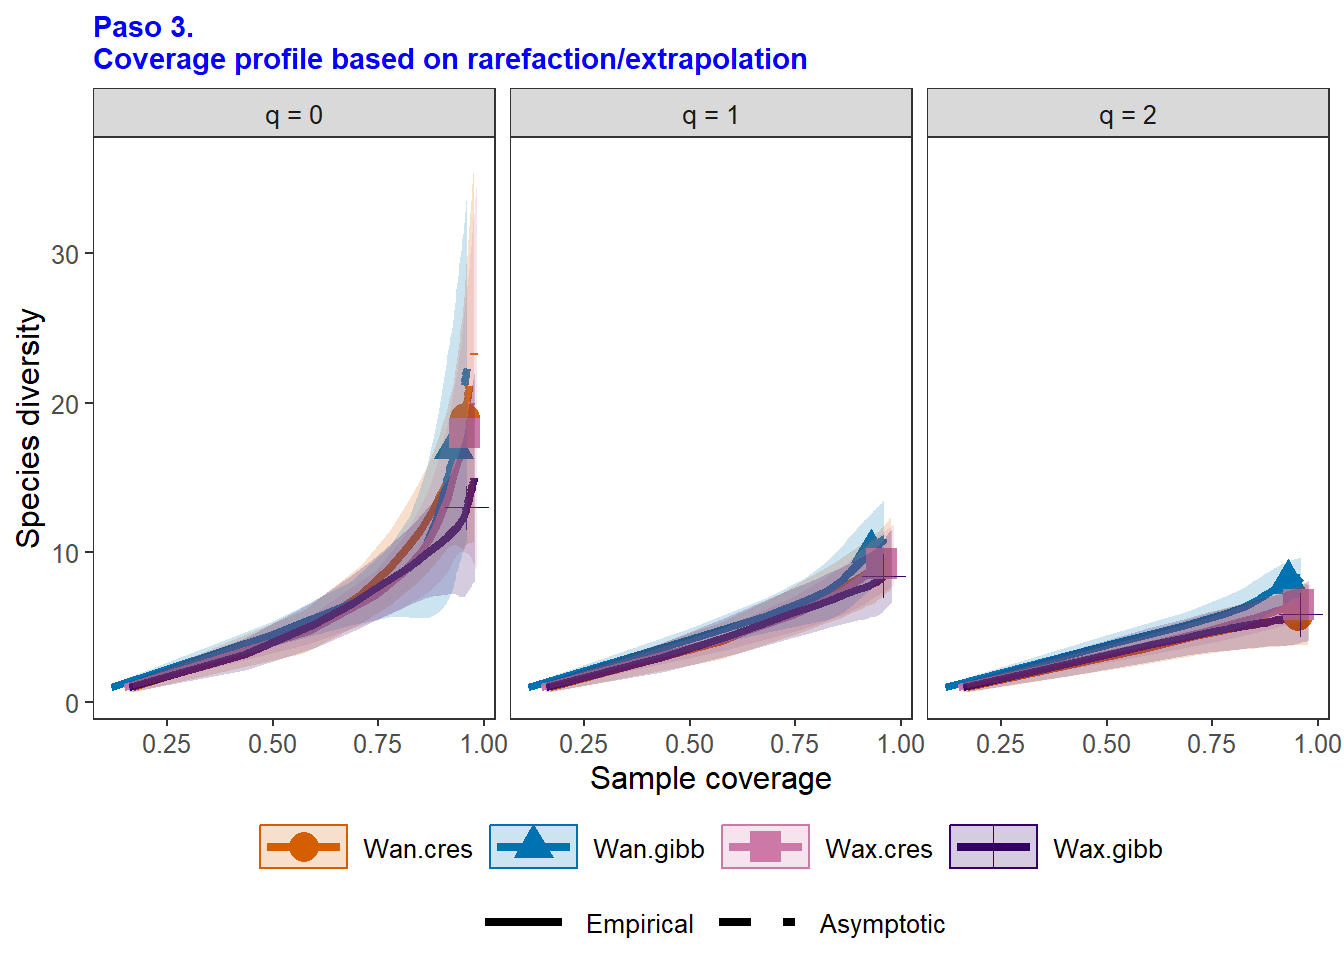 Paso 3.
Coverage profile based on rarefaction/extrapolation
q = 0
q = 1
q = 2
Species diversity
30
20
10
0
0.25 0.50 0.75 1.00
0.25 0.50 0.75 1.00
0.25 0.50 0.75 1.00
Sample coverage
Wan.cres Wan.gibb Wax.cres Wax.gibb
Empirical Asymptotic